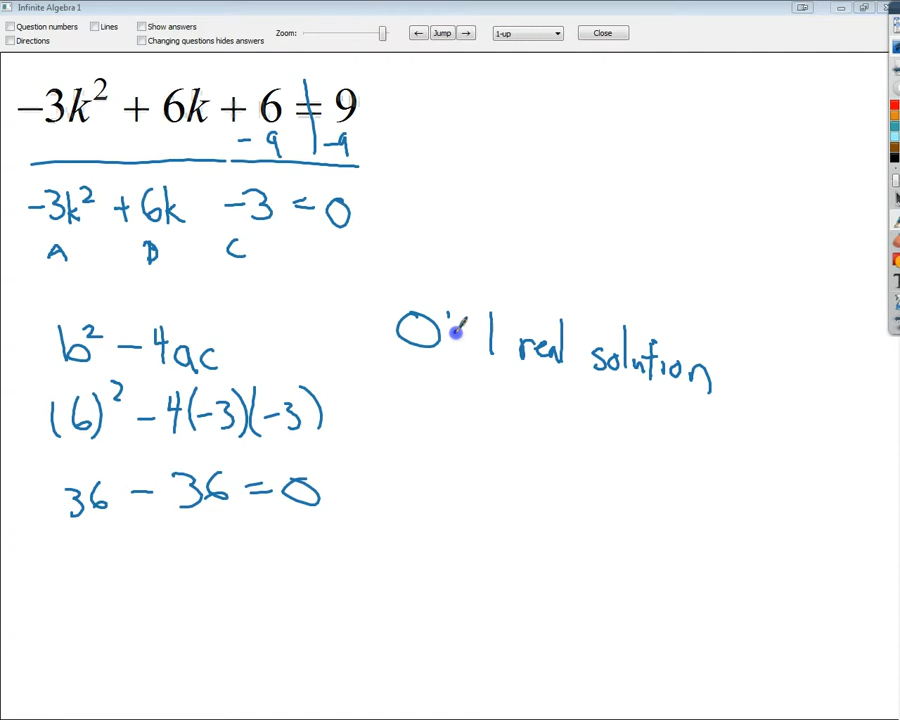 Infinite Algebra 1
Question numbers Lines Show answers
Directions Changing questions hides answers
Zoom: ← Jump → 1-up Close
−3k² + 6k + 6 = 9
−9 −9
−3k² +6k −3 = 0
A B C
b² − 4ac
(6)² − 4(−3)(−3)
36 − 36 = 0
0: 1 real solution
T